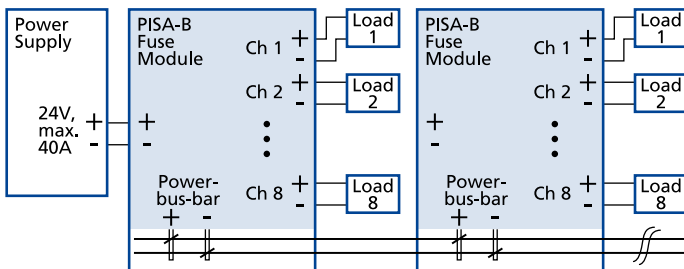 Power
Supply
24V,
max.
40A
+
-
PISA-B
Fuse
Module
+
-
Ch 1
+
-
Load
1
Ch 2
+
-
Load
2
Ch 8
+
-
Load
8
Power-
bus-bar
+ -
PISA-B
Fuse
Module
+
-
Ch 1
+
-
Load
1
Ch 2
+
-
Load
2
Ch 8
+
-
Load
8
Power-
bus-bar
+ -